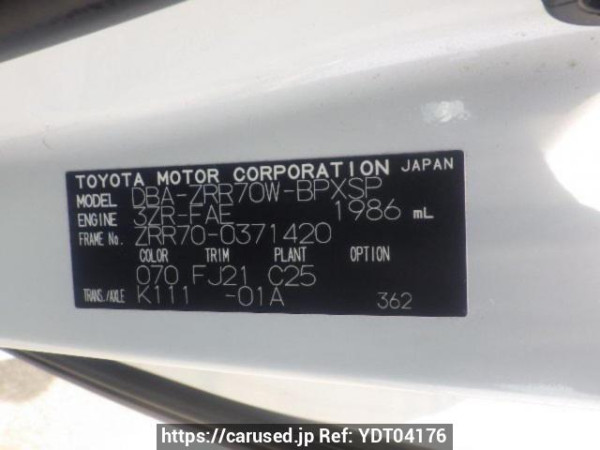 TOYOTA MOTOR CORPORATION JAPAN
MODEL DBA-ZRR70W-BPXSP
ENGINE 3ZR-FAE 1986 mL
FRAME No. ZRR70-0371420
COLOR TRIM PLANT OPTION
070 FJ21 C25
TRANS./AXLE K111 -01A 362
https://carused.jp Ref: YDT04176